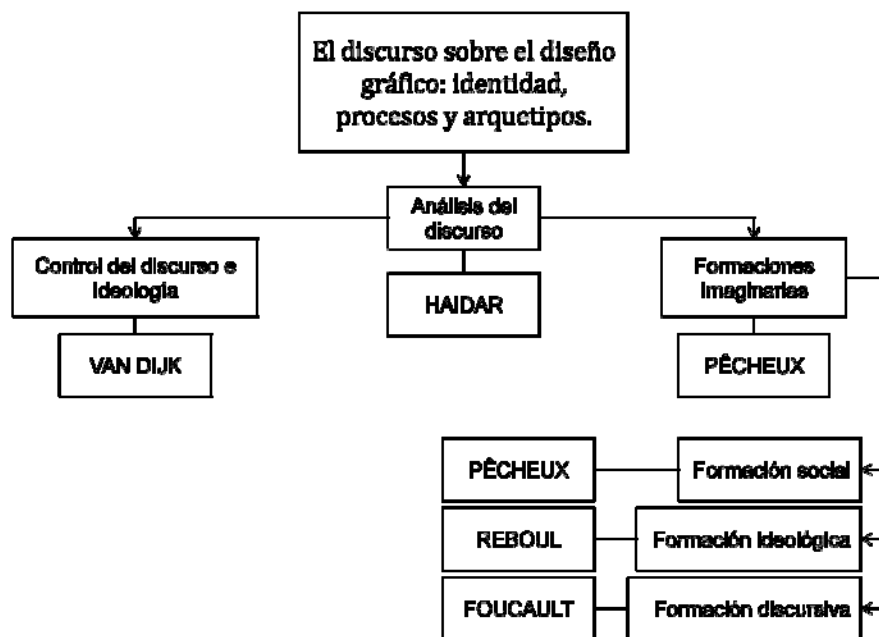 El discurso sobre el diseño
gráfico: identidad,
procesos y arquetipos.
Análisis del
discurso
HAIDAR
Control del discurso e
ideología
VAN DIJK
Formaciones
imaginarias
PÊCHEUX
PÊCHEUX
Formación social
REBOUL
Formación ideológica
FOUCAULT
Formación discursiva